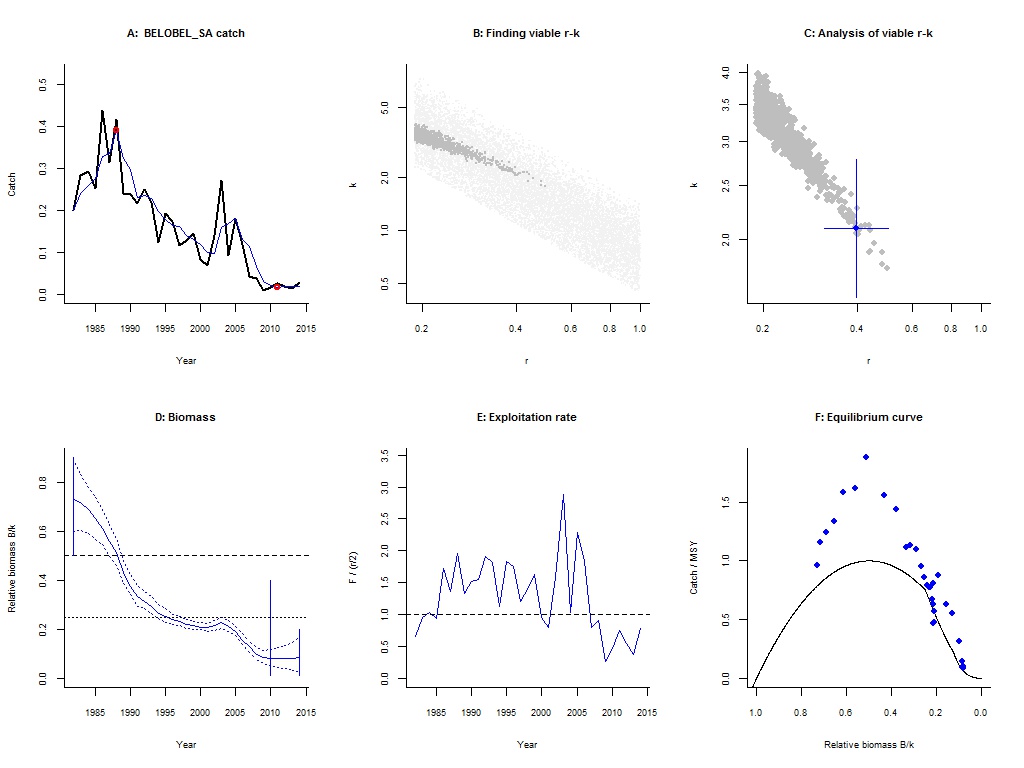 A:  BELOBEL_SA catch
0.5
0.4
0.3
0.2
0.1
0.0
Catch
1985 1990 1995 2000 2005 2010 2015
Year
B: Finding viable r-k
5.0
2.0
1.0
0.5
k
0.2 0.4 0.6 0.8 1.0
r
C: Analysis of viable r-k
4.0
3.5
3.0
2.5
2.0
k
0.2 0.4 0.6 0.8 1.0
r
D: Biomass
0.8
0.6
0.4
0.2
0.0
Relative biomass B/k
1985 1990 1995 2000 2005 2010 2015
Year
E: Exploitation rate
3.5
3.0
2.5
2.0
1.5
1.0
0.5
0.0
F / (r/2)
1985 1990 1995 2000 2005 2010 2015
Year
F: Equilibrium curve
1.5
1.0
0.5
0.0
Catch / MSY
1.0 0.8 0.6 0.4 0.2 0.0
Relative biomass B/k